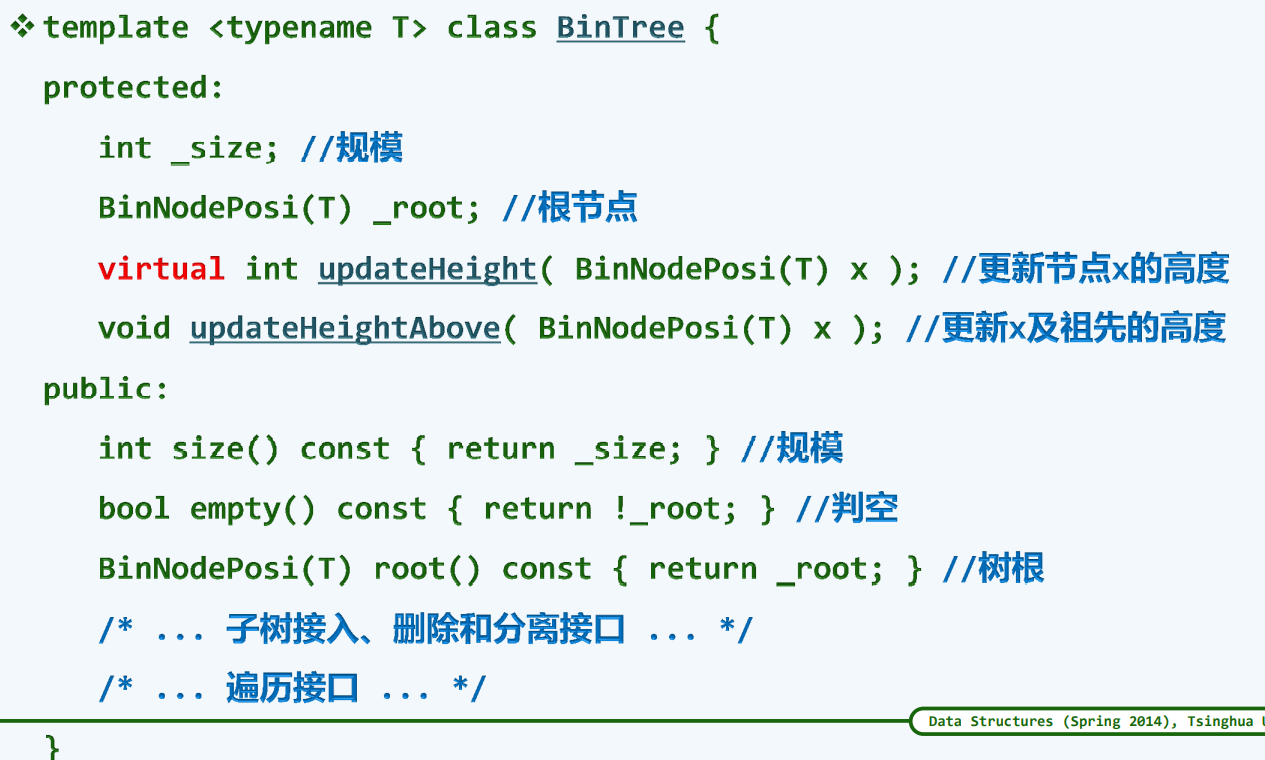 ❖ template <typename T> class BinTree {
protected:
int _size; //规模
BinNodePosi(T) _root; //根节点
virtual int updateHeight( BinNodePosi(T) x ); //更新节点x的高度
void updateHeightAbove( BinNodePosi(T) x ); //更新x及祖先的高度
public:
int size() const { return _size; } //规模
bool empty() const { return !_root; } //判空
BinNodePosi(T) root() const { return _root; } //树根
/* ... 子树接入、删除和分离接口 ... */
/* ... 遍历接口 ... */
Data Structures (Spring 2014), Tsinghua
}